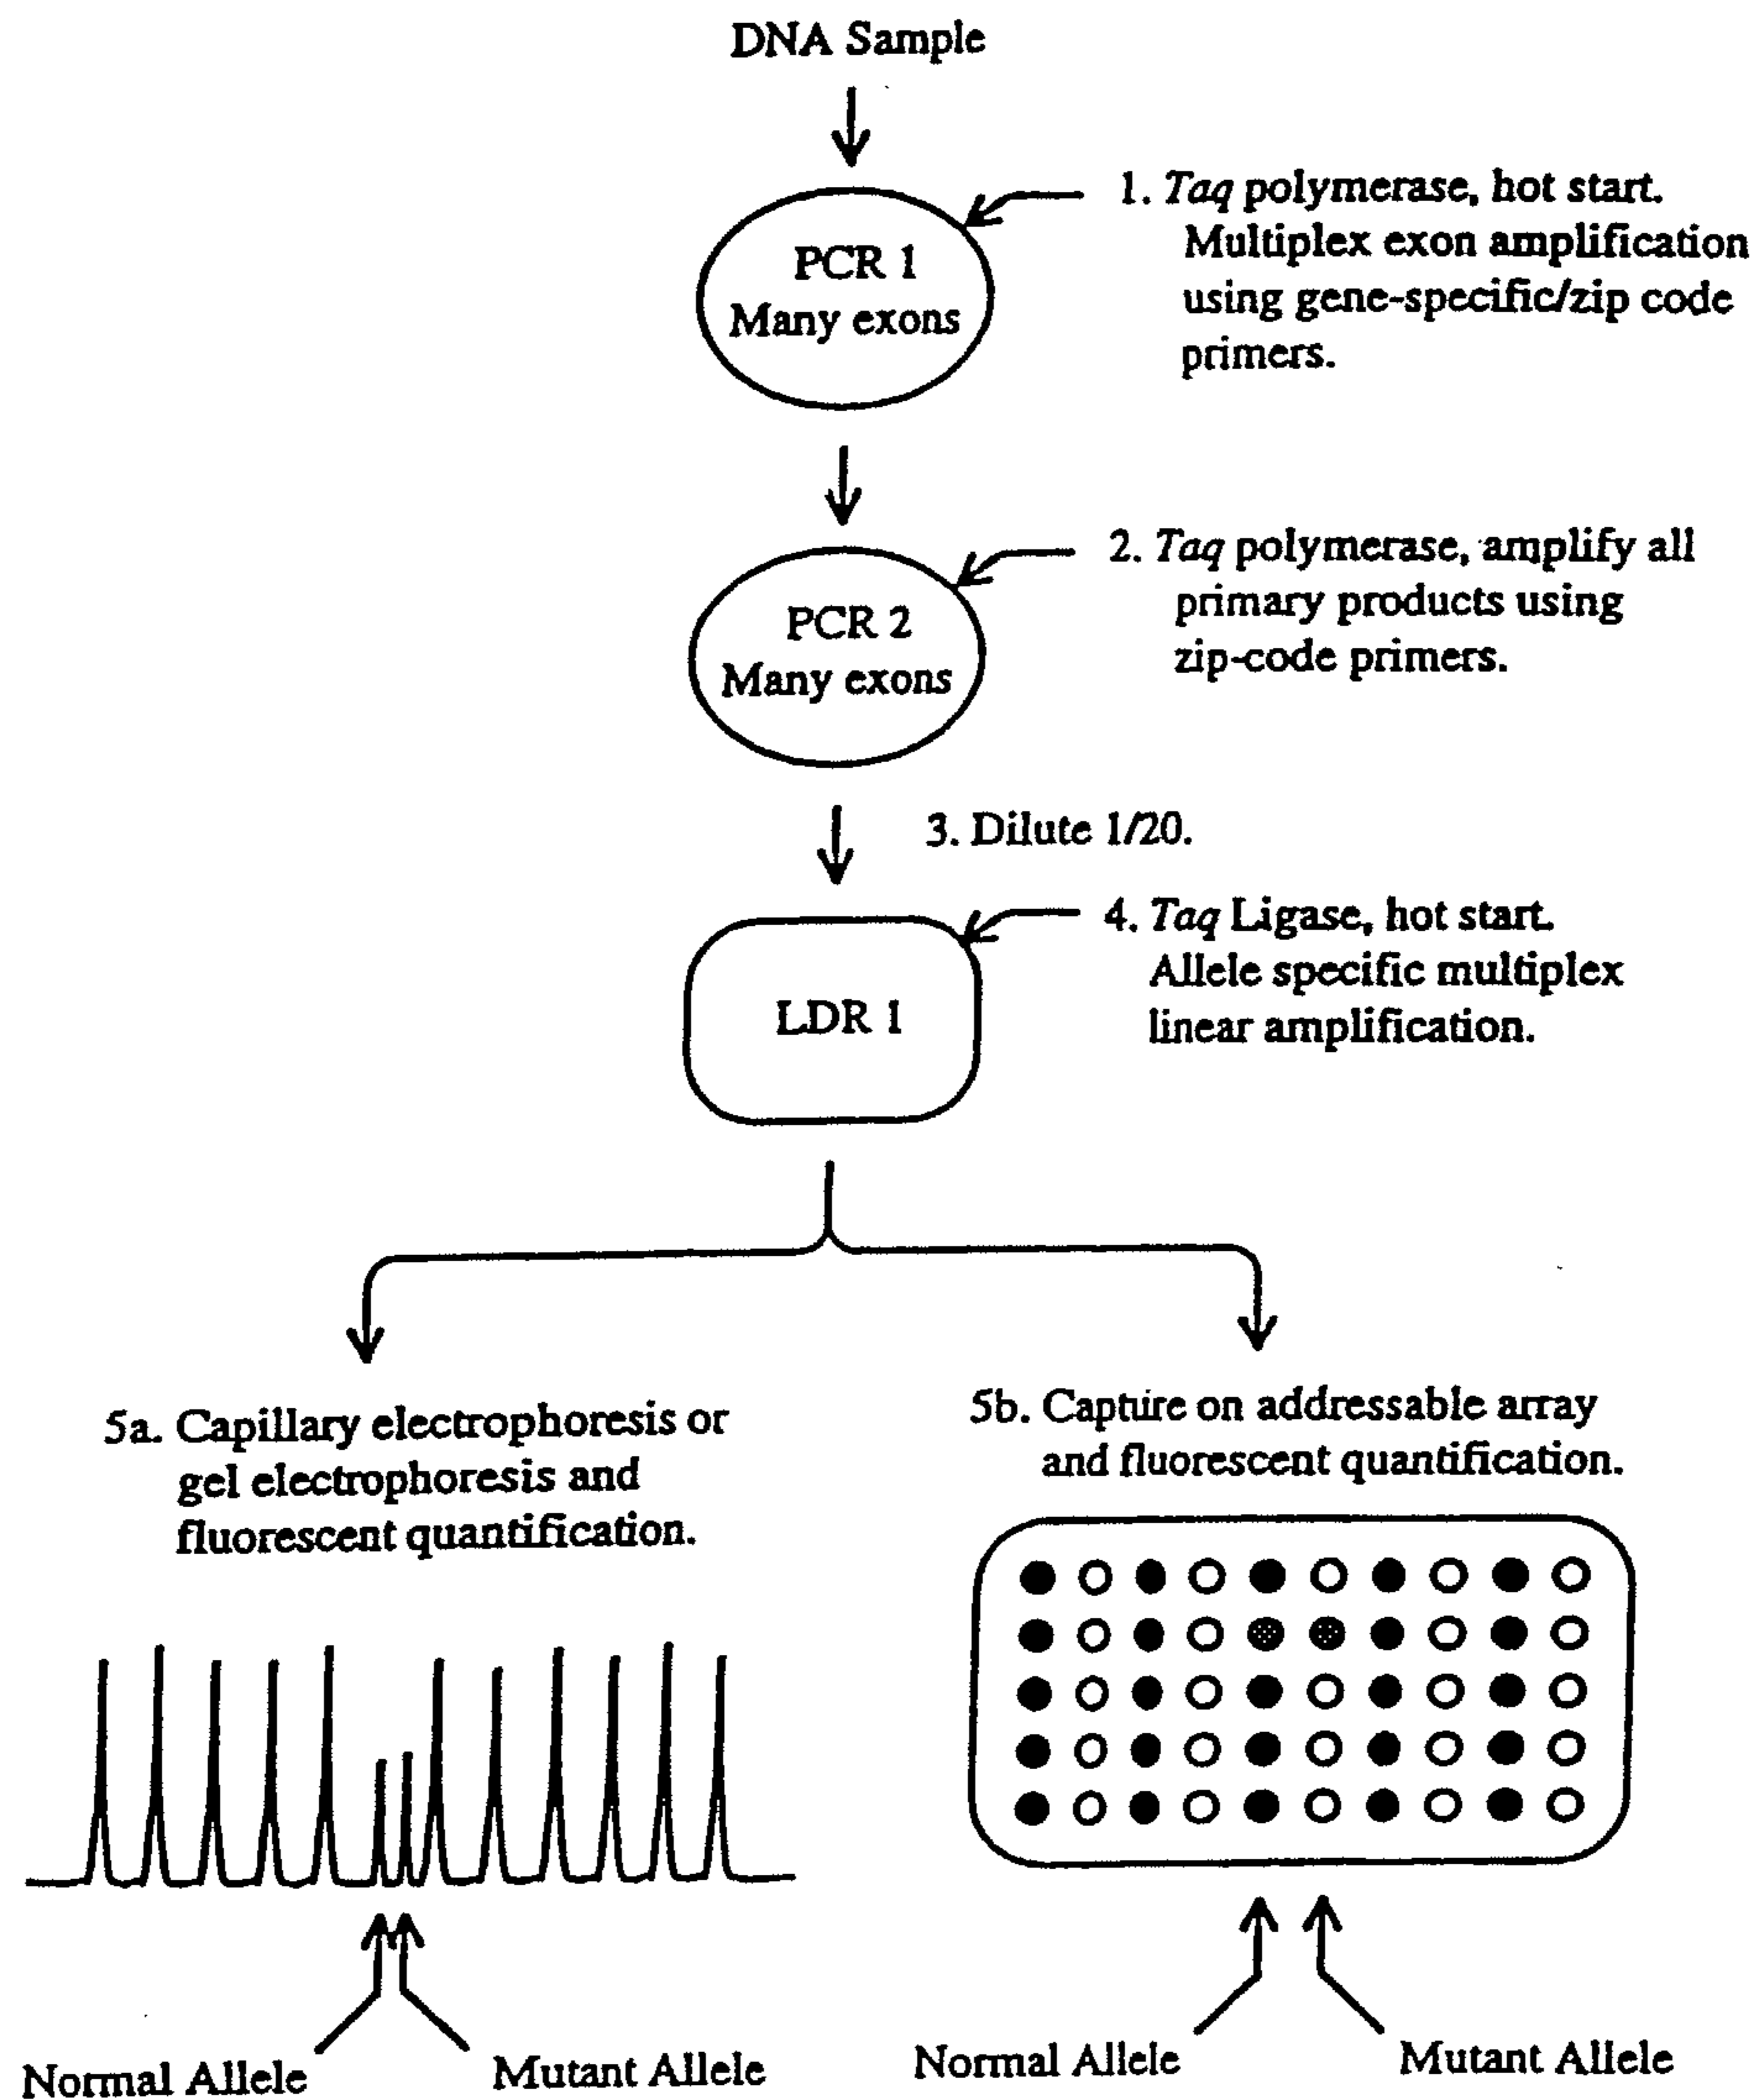 DNA Sample
PCR 1
Many exons
1. Taq polymerase, hot start.
Multiplex exon amplification
using gene-specific/zip code
primers.
PCR 2
Many exons
2. Taq polymerase, amplify all
primary products using
zip-code primers.
3. Dilute 1/20.
LDR 1
4. Taq Ligase, hot start.
Allele specific multiplex
linear amplification.
5a. Capillary electrophoresis or
gel electrophoresis and
fluorescent quantification.
5b. Capture on addressable array
and fluorescent quantification.
Normal Allele
Mutant Allele
Normal Allele
Mutant Allele